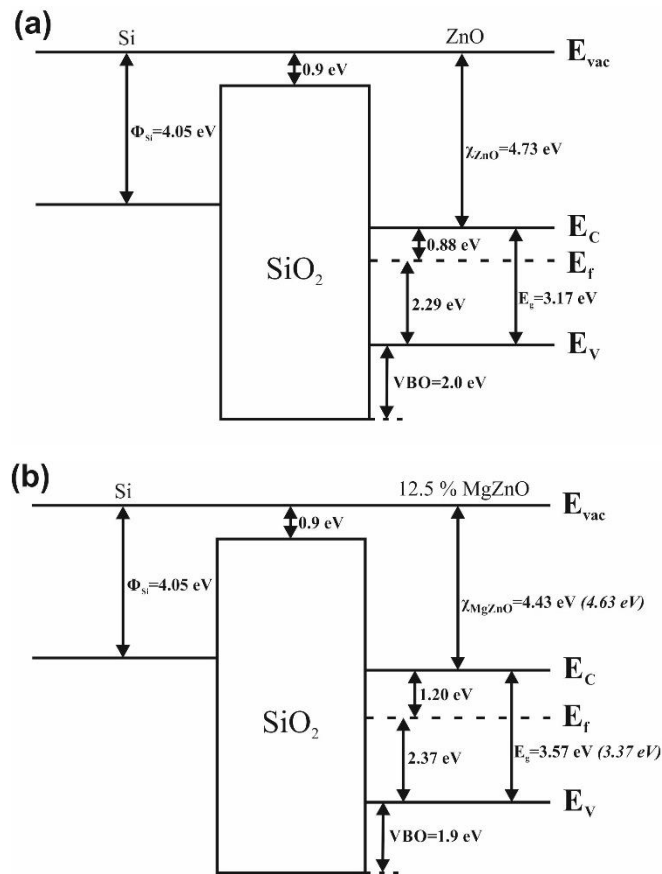 (a)
Si ZnO
E_vac
0.9 eV
Φ_Si=4.05 eV
χ_ZnO=4.73 eV
E_C
0.88 eV
SiO₂
E_f
2.29 eV
E_g=3.17 eV
E_V
VBO=2.0 eV
(b)
Si 12.5 % MgZnO
E_vac
0.9 eV
Φ_Si=4.05 eV
χ_MgZnO=4.43 eV (4.63 eV)
E_C
1.20 eV
SiO₂
E_f
2.37 eV
E_g=3.57 eV (3.37 eV)
E_V
VBO=1.9 eV